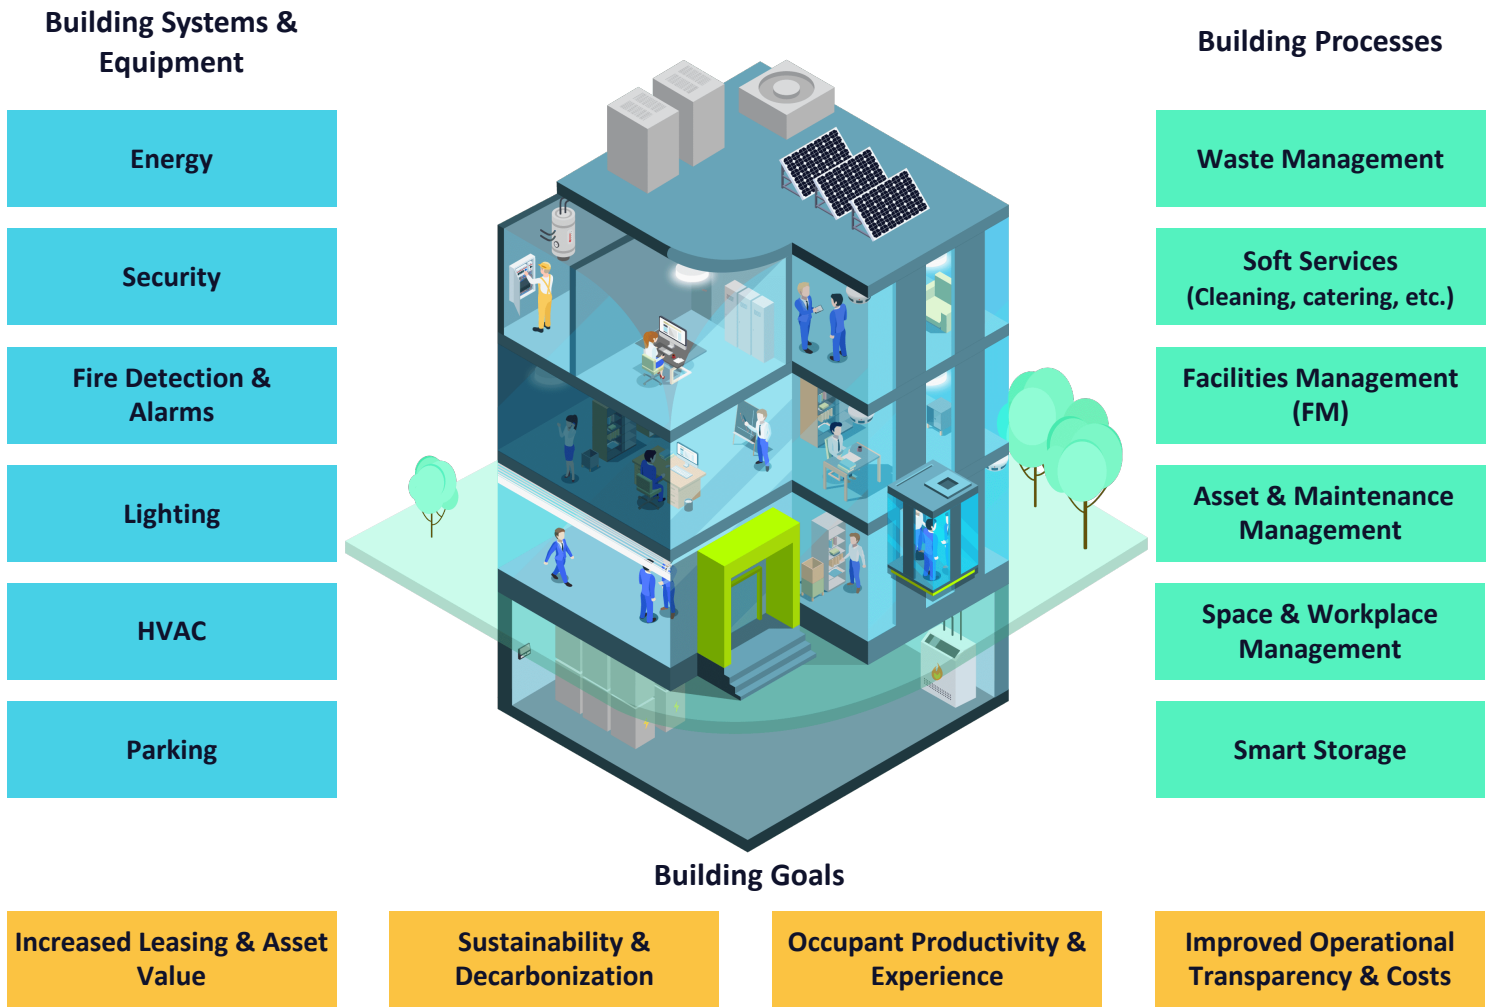 Building Systems &
Equipment
Energy
Security
Fire Detection &
Alarms
Lighting
HVAC
Parking
Building Processes
Waste Management
Soft Services
(Cleaning, catering, etc.)
Facilities Management
(FM)
Asset & Maintenance
Management
Space & Workplace
Management
Smart Storage
Building Goals
Increased Leasing & Asset
Value
Sustainability &
Decarbonization
Occupant Productivity &
Experience
Improved Operational
Transparency & Costs